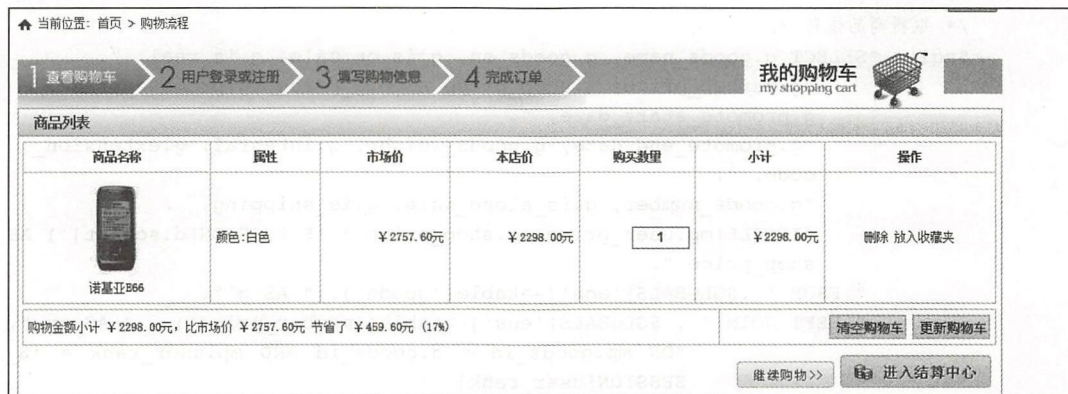 当前位置: 首页 > 购物流程
1 查看购物车 2 用户登录或注册 3 填写购物信息 4 完成订单 我的购物车
my shopping cart
商品列表
商品名称 属性 市场价 本店价 购买数量 小计 操作
颜色:白色 ￥2757.60元 ￥2298.00元 1 ￥2298.00元 删除 放入收藏夹
诺基亚E66
购物金额小计 ￥2298.00元，比市场价 ￥2757.60元 节省了 ￥459.60元 (17%) 清空购物车 更新购物车
继续购物>> 进入结算中心